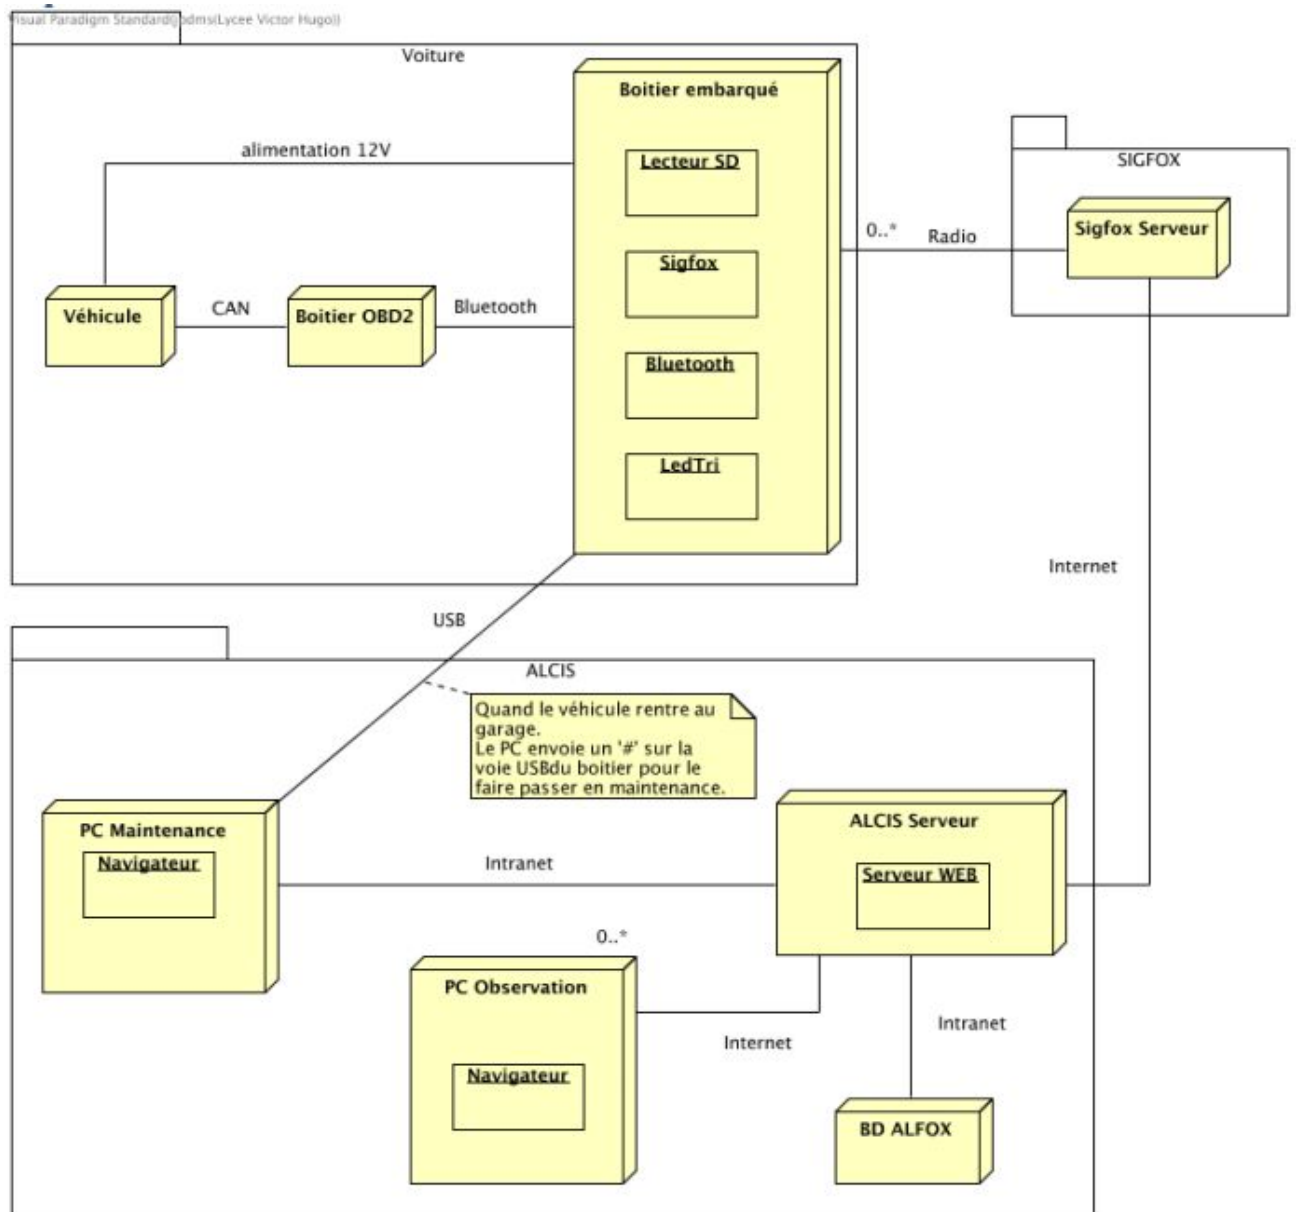 Visual Paradigm Standard(jpdms(Lycee Victor Hugo))
Voiture
Boitier embarqué
alimentation 12V
Lecteur SD
SIGFOX
Sigfox Serveur
0..*
Radio
Sigfox
Véhicule
CAN
Boitier OBD2
Bluetooth
Bluetooth
LedTri
Internet
USB
ALCIS
Quand le véhicule rentre au
garage.
Le PC envoie un '#' sur la
voie USBdu boitier pour le
faire passer en maintenance.
PC Maintenance
Navigateur
Intranet
ALCIS Serveur
Serveur WEB
0..*
PC Observation
Navigateur
Internet
Intranet
BD ALFOX